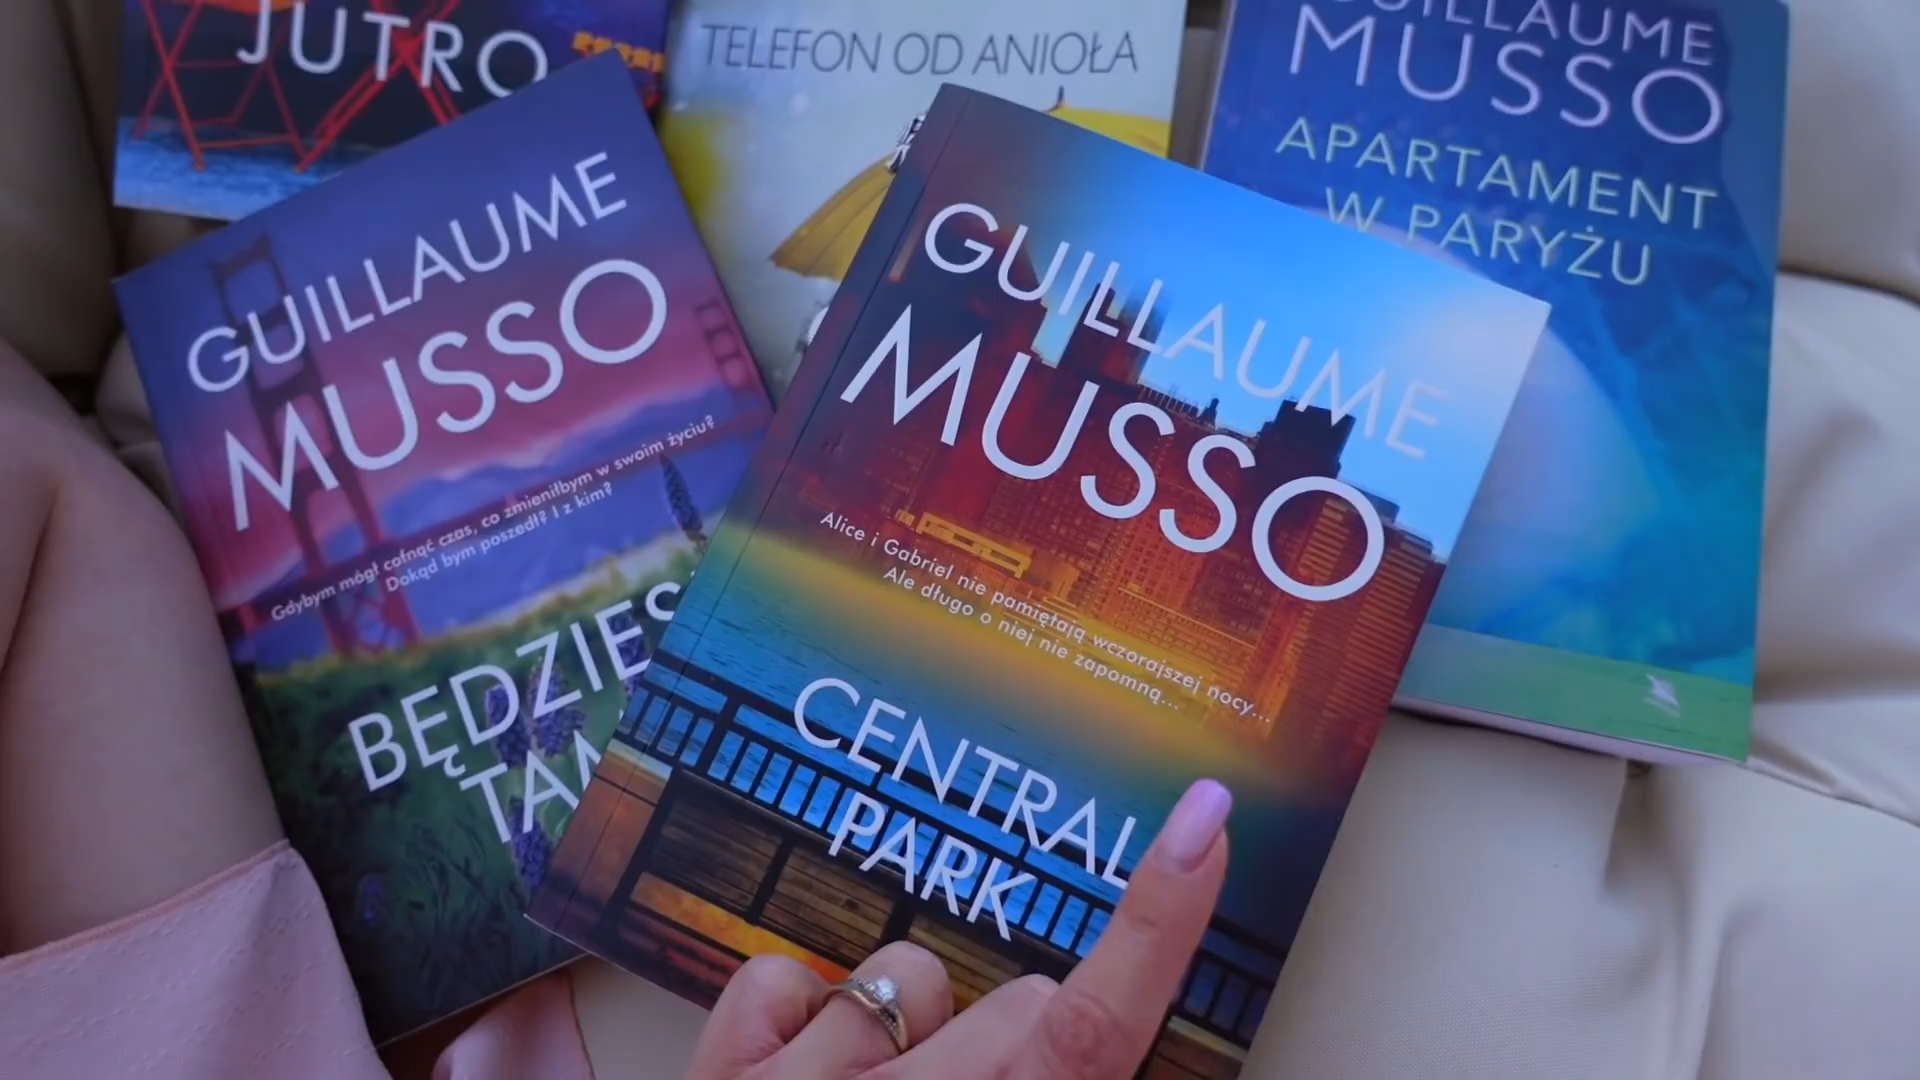 JUTRO
TELEFON OD ANIOŁA
GUILLAUME
MUSSO
APARTAMENT
W PARYŻU
GUILLAUME
MUSSO
Gdybym mógł cofnąć czas, co zmieniłbym w swoim życiu?
Dokąd bym poszedł? I z kim?
BĘDZIES
TAM
GUILLAUME
MUSSO
Alice i Gabriel nie pamiętają wczorajszej nocy...
Ale długo o niej nie zapomną...
CENTRAL
PARK